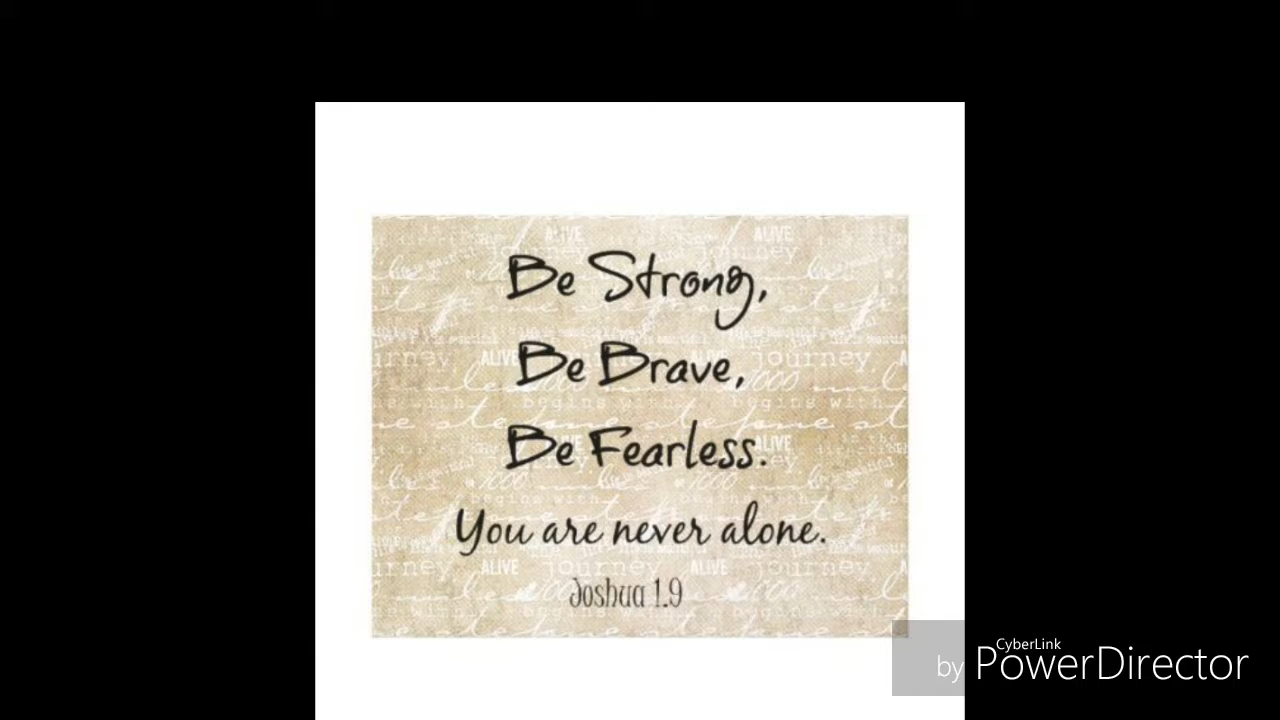 Be Strong,
Be Brave,
Be Fearless.
You are never alone.
Joshua 1.9
CyberLink
by PowerDirector